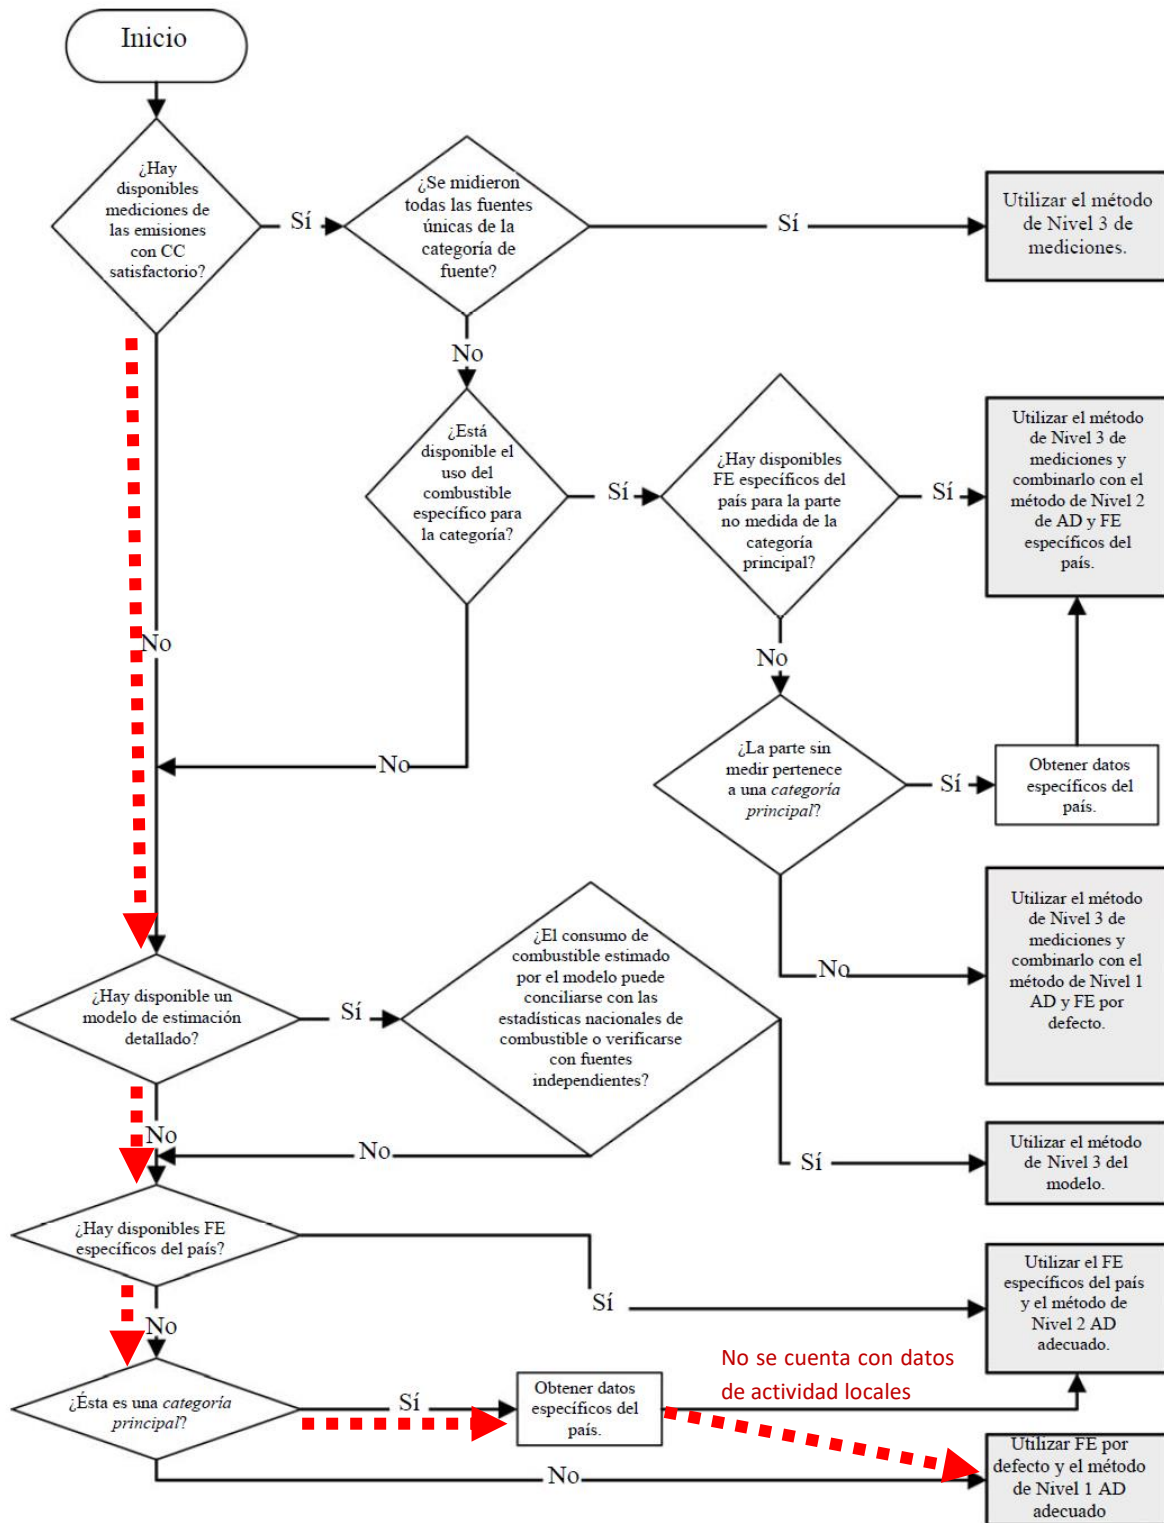 Inicio
¿Hay
disponibles
mediciones de
las emisiones
con CC
satisfactorio?
Sí
¿Se midieron
todas las fuentes
únicas de la
categoría de
fuente?
Sí
Utilizar el método
de Nivel 3 de
mediciones.
No
¿Está
disponible el
uso del
combustible
específico para
la categoría?
Sí
¿Hay disponibles
FE específicos del
país para la parte
no medida de la
categoría
principal?
Sí
Utilizar el método
de Nivel 3 de
mediciones y
combinarlo con el
método de Nivel 2
de AD y FE
específicos del
país.
No
No
No
¿La parte sin
medir pertenece
a una categoría
principal?
Sí
Obtener datos
específicos del
país.
No
Utilizar el método
de Nivel 3 de
mediciones y
combinarlo con el
método de Nivel 1
AD y FE por
defecto.
¿Hay disponible un
modelo de estimación
detallado?
Sí
¿El consumo de
combustible estimado
por el modelo puede
conciliarse con las
estadísticas nacionales de
combustible o verificarse
con fuentes
independientes?
No
No
Sí
Utilizar el método
de Nivel 3 del
modelo.
¿Hay disponibles FE
específicos del país?
Sí
Utilizar el FE
específicos del país
y el método de
Nivel 2 AD
adecuado.
No
¿Ésta es una categoría
principal?
Sí
Obtener datos
específicos del
país.
No se cuenta con datos
de actividad locales
No
Utilizar FE por
defecto y el método
de Nivel 1 AD
adecuado